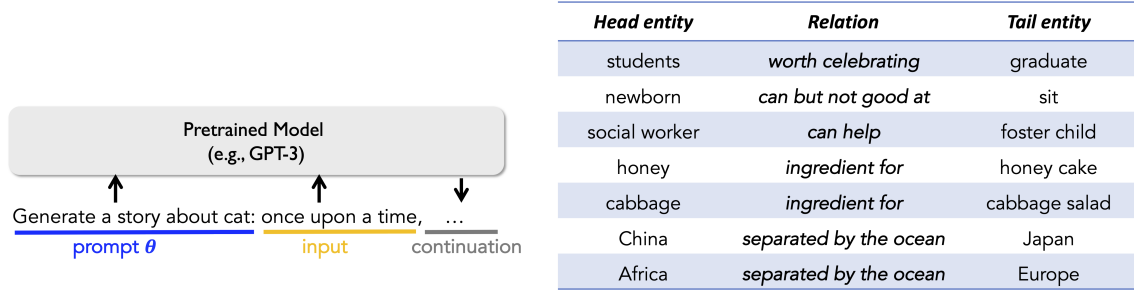 Pretrained Model
(e.g., GPT-3)
Generate a story about cat: once upon a time, ...
prompt θ input continuation
Head entity Relation Tail entity
students worth celebrating graduate
newborn can but not good at sit
social worker can help foster child
honey ingredient for honey cake
cabbage ingredient for cabbage salad
China separated by the ocean Japan
Africa separated by the ocean Europe